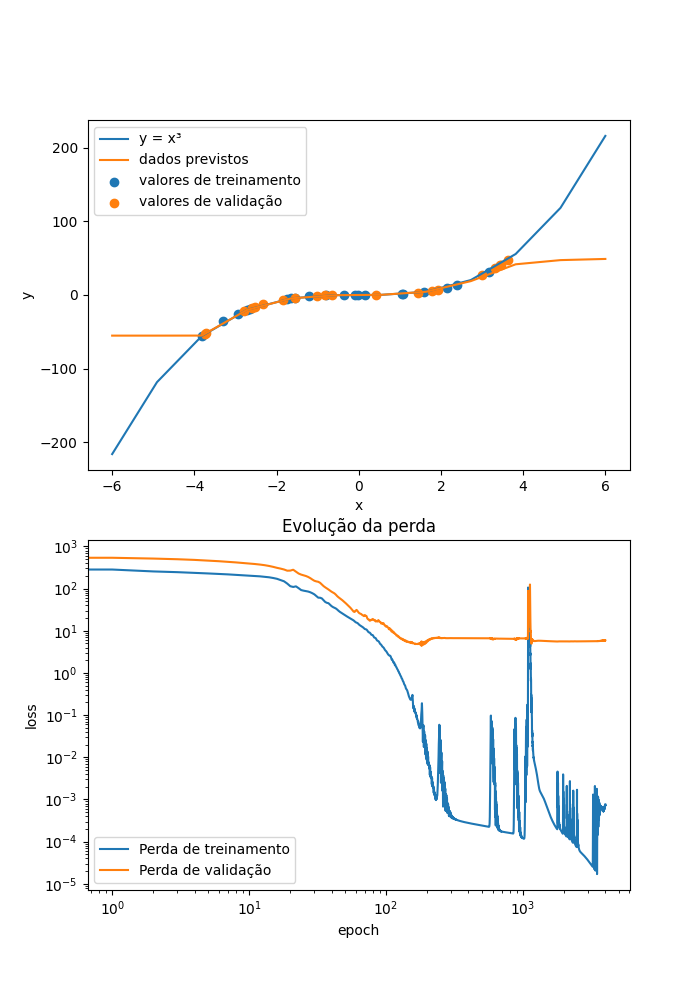 y = x³
dados previstos
valores de treinamento
valores de validação
200
100
0
−100
−200
y
−6 −4 −2 0 2 4 6
x
Evolução da perda
10³
10²
10¹
10⁰
10⁻¹
10⁻²
10⁻³
10⁻⁴
10⁻⁵
loss
Perda de treinamento
Perda de validação
10⁰ 10¹ 10² 10³
epoch